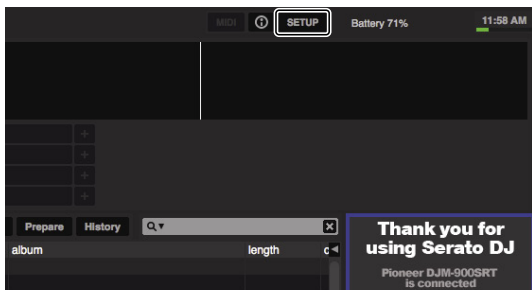 MIDI SETUP Battery 71% 11:58 AM
Prepare History
album length
Thank you for
using Serato DJ
Pioneer DJM-900SRT
is connected